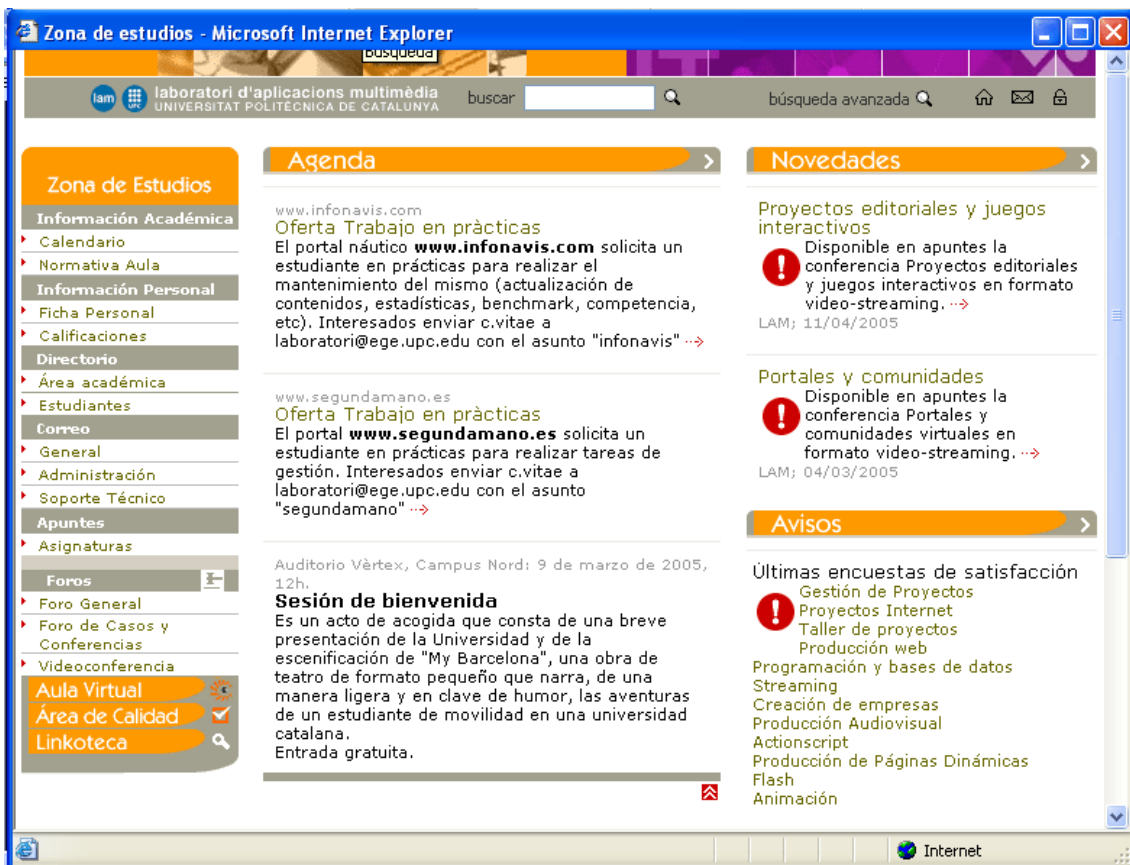 Zona de estudios - Microsoft Internet Explorer
Búsqueda
lam
upc
laboratori d'aplicacions multimèdia
UNIVERSITAT POLITÈCNICA DE CATALUNYA
buscar
búsqueda avanzada
Zona de Estudios
Información Académica
Calendario
Normativa Aula
Información Personal
Ficha Personal
Calificaciones
Directorio
Área académica
Estudiantes
Correo
General
Administración
Soporte Técnico
Apuntes
Asignaturas
Foros
Foro General
Foro de Casos y
Conferencias
Videoconferencia
Aula Virtual
Área de Calidad
Linkoteca
Agenda
www.infonavis.com
Oferta Trabajo en pràcticas
El portal náutico www.infonavis.com solicita un
estudiante en prácticas para realizar el
mantenimiento del mismo (actualización de
contenidos, estadísticas, benchmark, competencia,
etc). Interesados enviar c.vitae a
laboratori@ege.upc.edu con el asunto "infonavis"
www.segundamano.es
Oferta Trabajo en pràcticas
El portal www.segundamano.es solicita un
estudiante en prácticas para realizar tareas de
gestión. Interesados enviar c.vitae a
laboratori@ege.upc.edu con el asunto
"segundamano"
Auditorio Vèrtex, Campus Nord: 9 de marzo de 2005,
12h.
Sesión de bienvenida
Es un acto de acogida que consta de una breve
presentación de la Universidad y de la
escenificación de "My Barcelona", una obra de
teatro de formato pequeño que narra, de una
manera ligera y en clave de humor, las aventuras
de un estudiante de movilidad en una universidad
catalana.
Entrada gratuita.
Novedades
Proyectos editoriales y juegos
interactivos
Disponible en apuntes la
conferencia Proyectos editoriales
y juegos interactivos en formato
video-streaming.
LAM; 11/04/2005
Portales y comunidades
Disponible en apuntes la
conferencia Portales y
comunidades virtuales en
formato video-streaming.
LAM; 04/03/2005
Avisos
Últimas encuestas de satisfacción
Gestión de Proyectos
Proyectos Internet
Taller de proyectos
Producción web
Programación y bases de datos
Streaming
Creación de empresas
Producción Audiovisual
Actionscript
Producción de Páginas Dinámicas
Flash
Animación
Internet